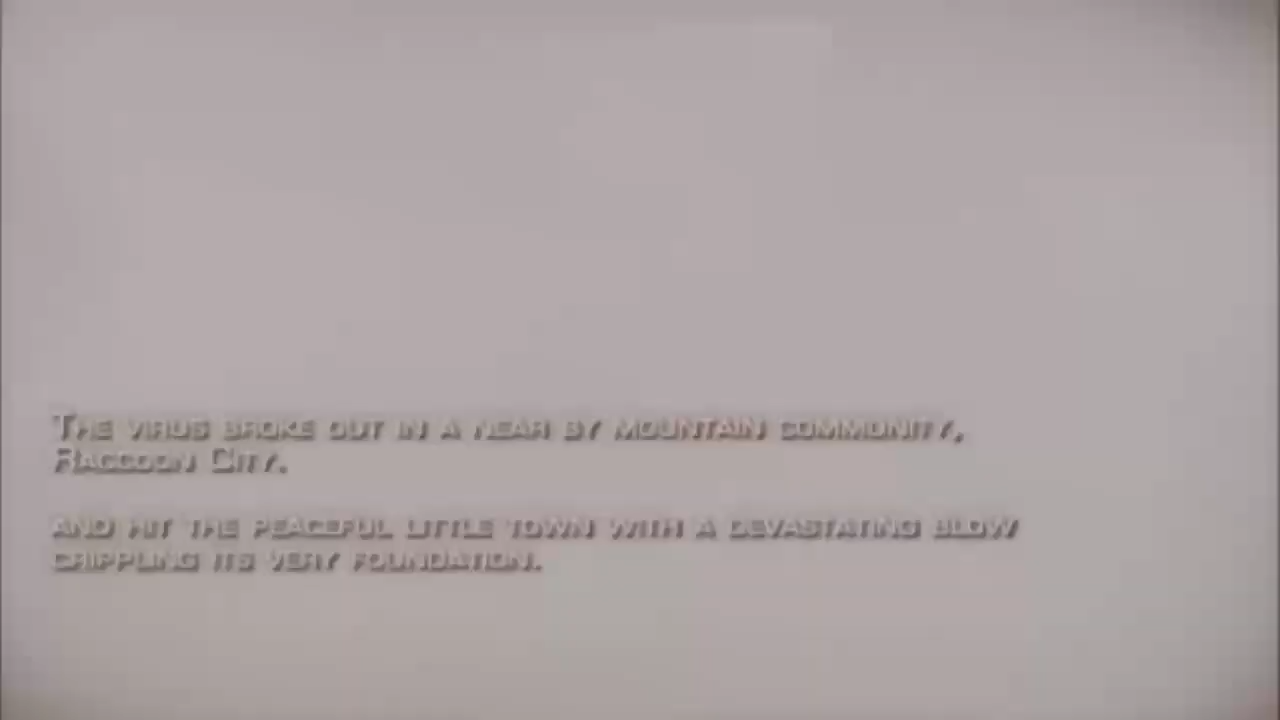 The virus broke out in a near by mountain community,
Raccoon City.
and hit the peaceful little town with a devastating blow
crippling its very foundation.